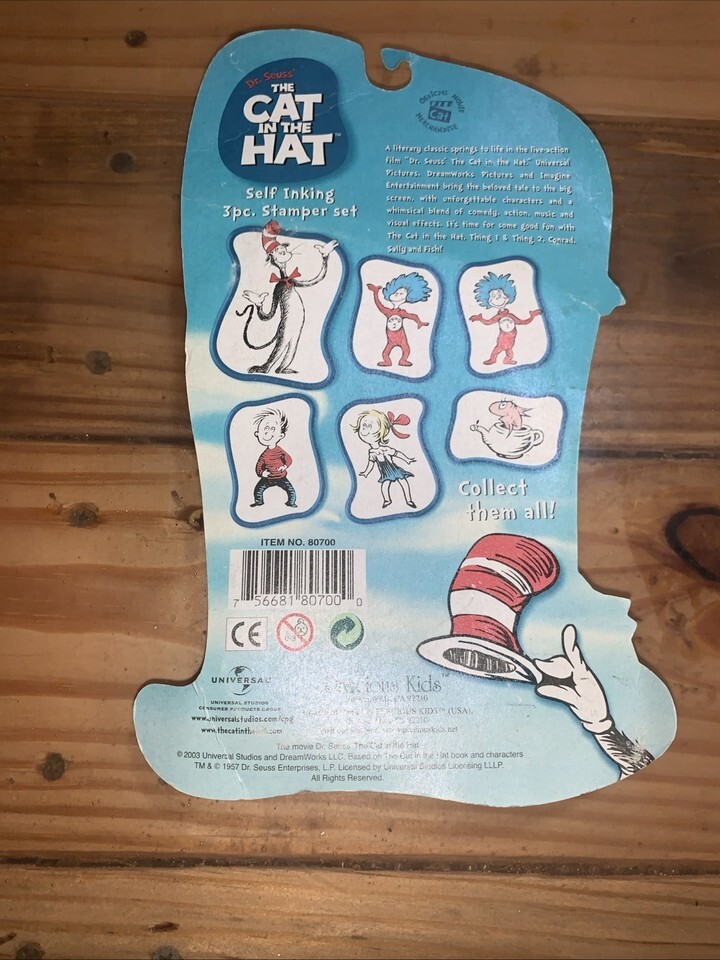 Dr. Seuss'
THE
CAT
IN THE
HAT™
OFFICIAL MOVIE
Cat
MERCHANDISE
Self Inking
3pc. Stamper set
A literary classic springs to life in the live-action
film "Dr. Seuss' The Cat in the Hat." Universal
Pictures, DreamWorks Pictures and Imagine
Entertainment bring the beloved tale to the big
screen, with unforgettable characters and a
whimsical blend of comedy, action, music and
visual effects. It's time for some good fun with
The Cat in the Hat, Thing 1 & Thing 2, Conrad,
Sally and Fish!
Collect
them all!
ITEM NO. 80700
7 56681 80700 0
CE
0-3
UNIVERSAL
UNIVERSAL STUDIOS
CONSUMER PRODUCTS GROUP
www.universalstudios.com/cpg
Kids™
KIDS™ (USA),
The movie Dr. Seuss' The Cat in the Hat
© 2003 Universal Studios and DreamWorks LLC. Based on The Cat in the Hat book and characters
TM & © 1957 Dr. Seuss Enterprises, L.P. Licensed by Universal Studios Licensing LLLP.
All Rights Reserved.